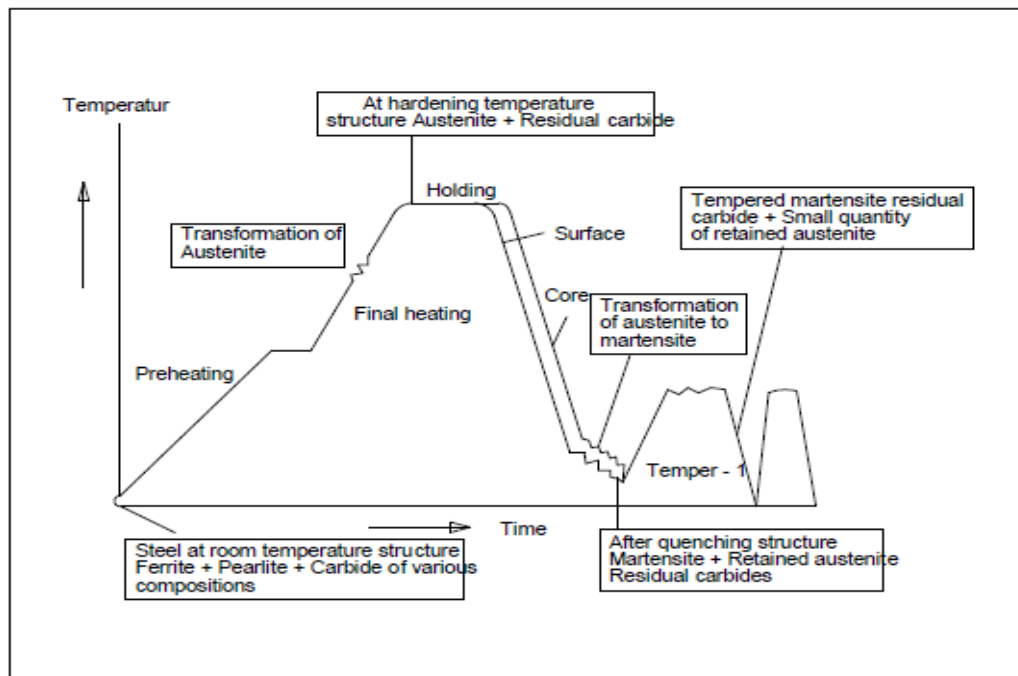 Temperatur
At hardening temperature
structure Austenite + Residual carbide
Holding
Tempered martensite residual
carbide + Small quantity
of retained austenite
Transformation of
Austenite
Surface
Final heating
Core
Transformation
of austenite to
martensite
Preheating
Temper - 1
Time
Steel at room temperature structure
Ferrite + Pearlite + Carbide of various
compositions
After quenching structure
Martensite + Retained austenite
Residual carbides